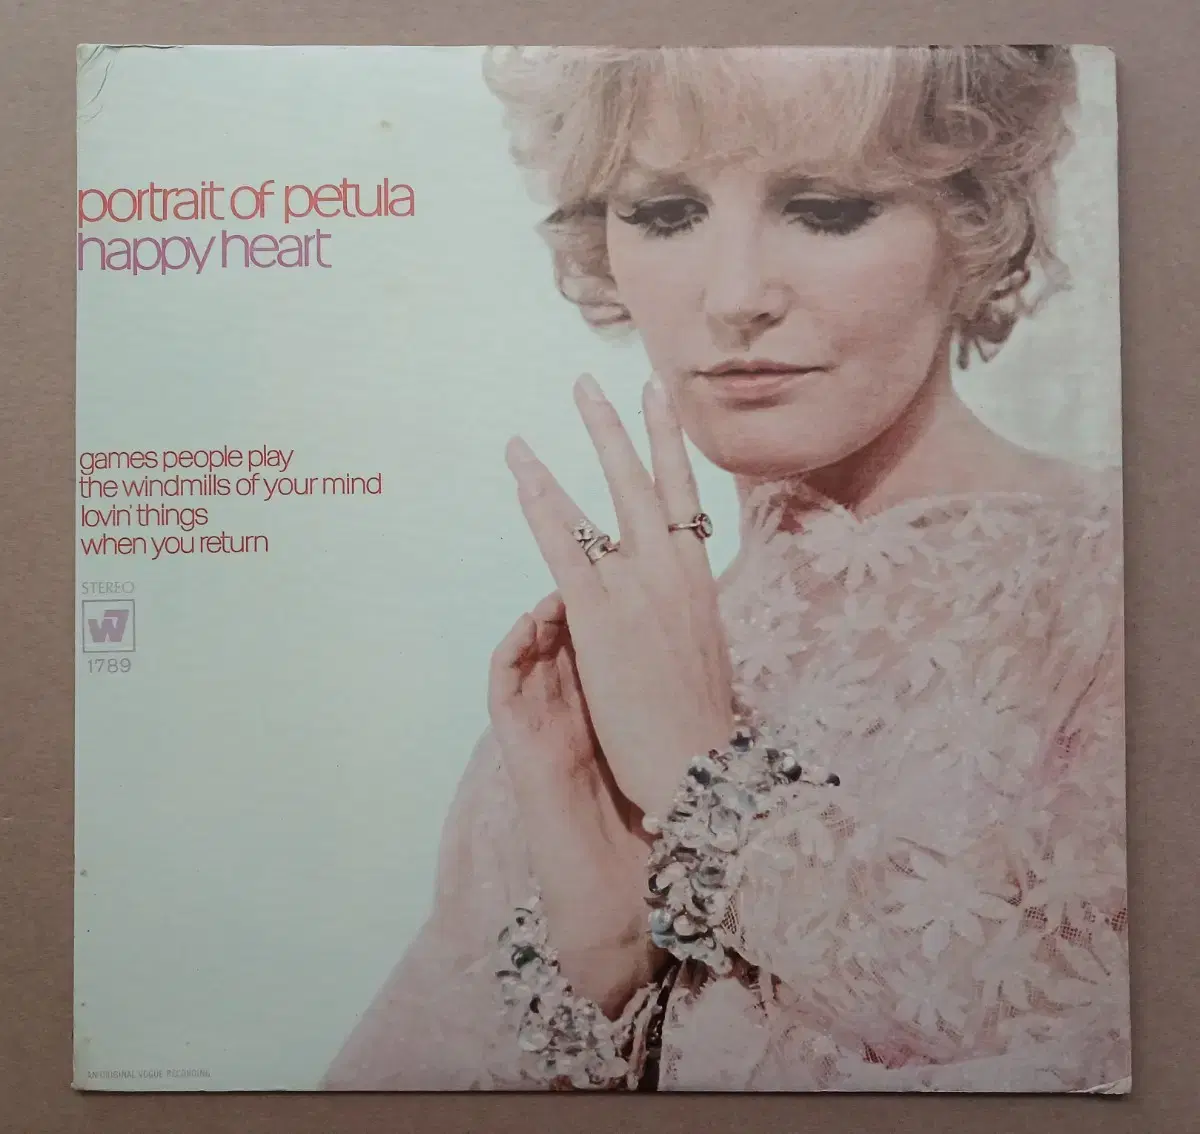 portrait of petula
happy heart
games people play
the windmills of your mind
lovin' things
when you return
STEREO
W7
1789
AN ORIGINAL VOGUE RECORDING